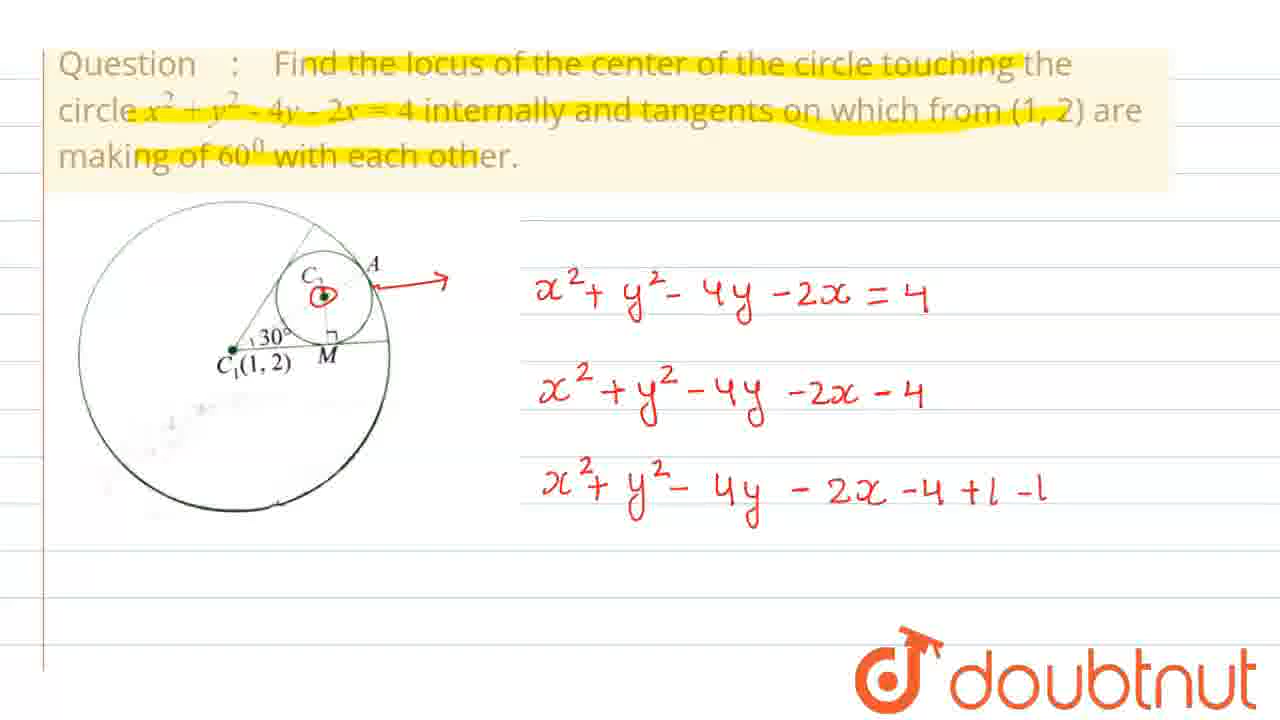 Question : Find the locus of the center of the circle touching the
circle x² + y² - 4y - 2x = 4 internally and tangents on which from (1, 2) are
making of 60⁰ with each other.
A
C₂
30°
C₁(1, 2)
M
x² + y² - 4y - 2x = 4
x² + y² - 4y - 2x - 4
x² + y² - 4y - 2x - 4 + 1 - 1
doubtnut